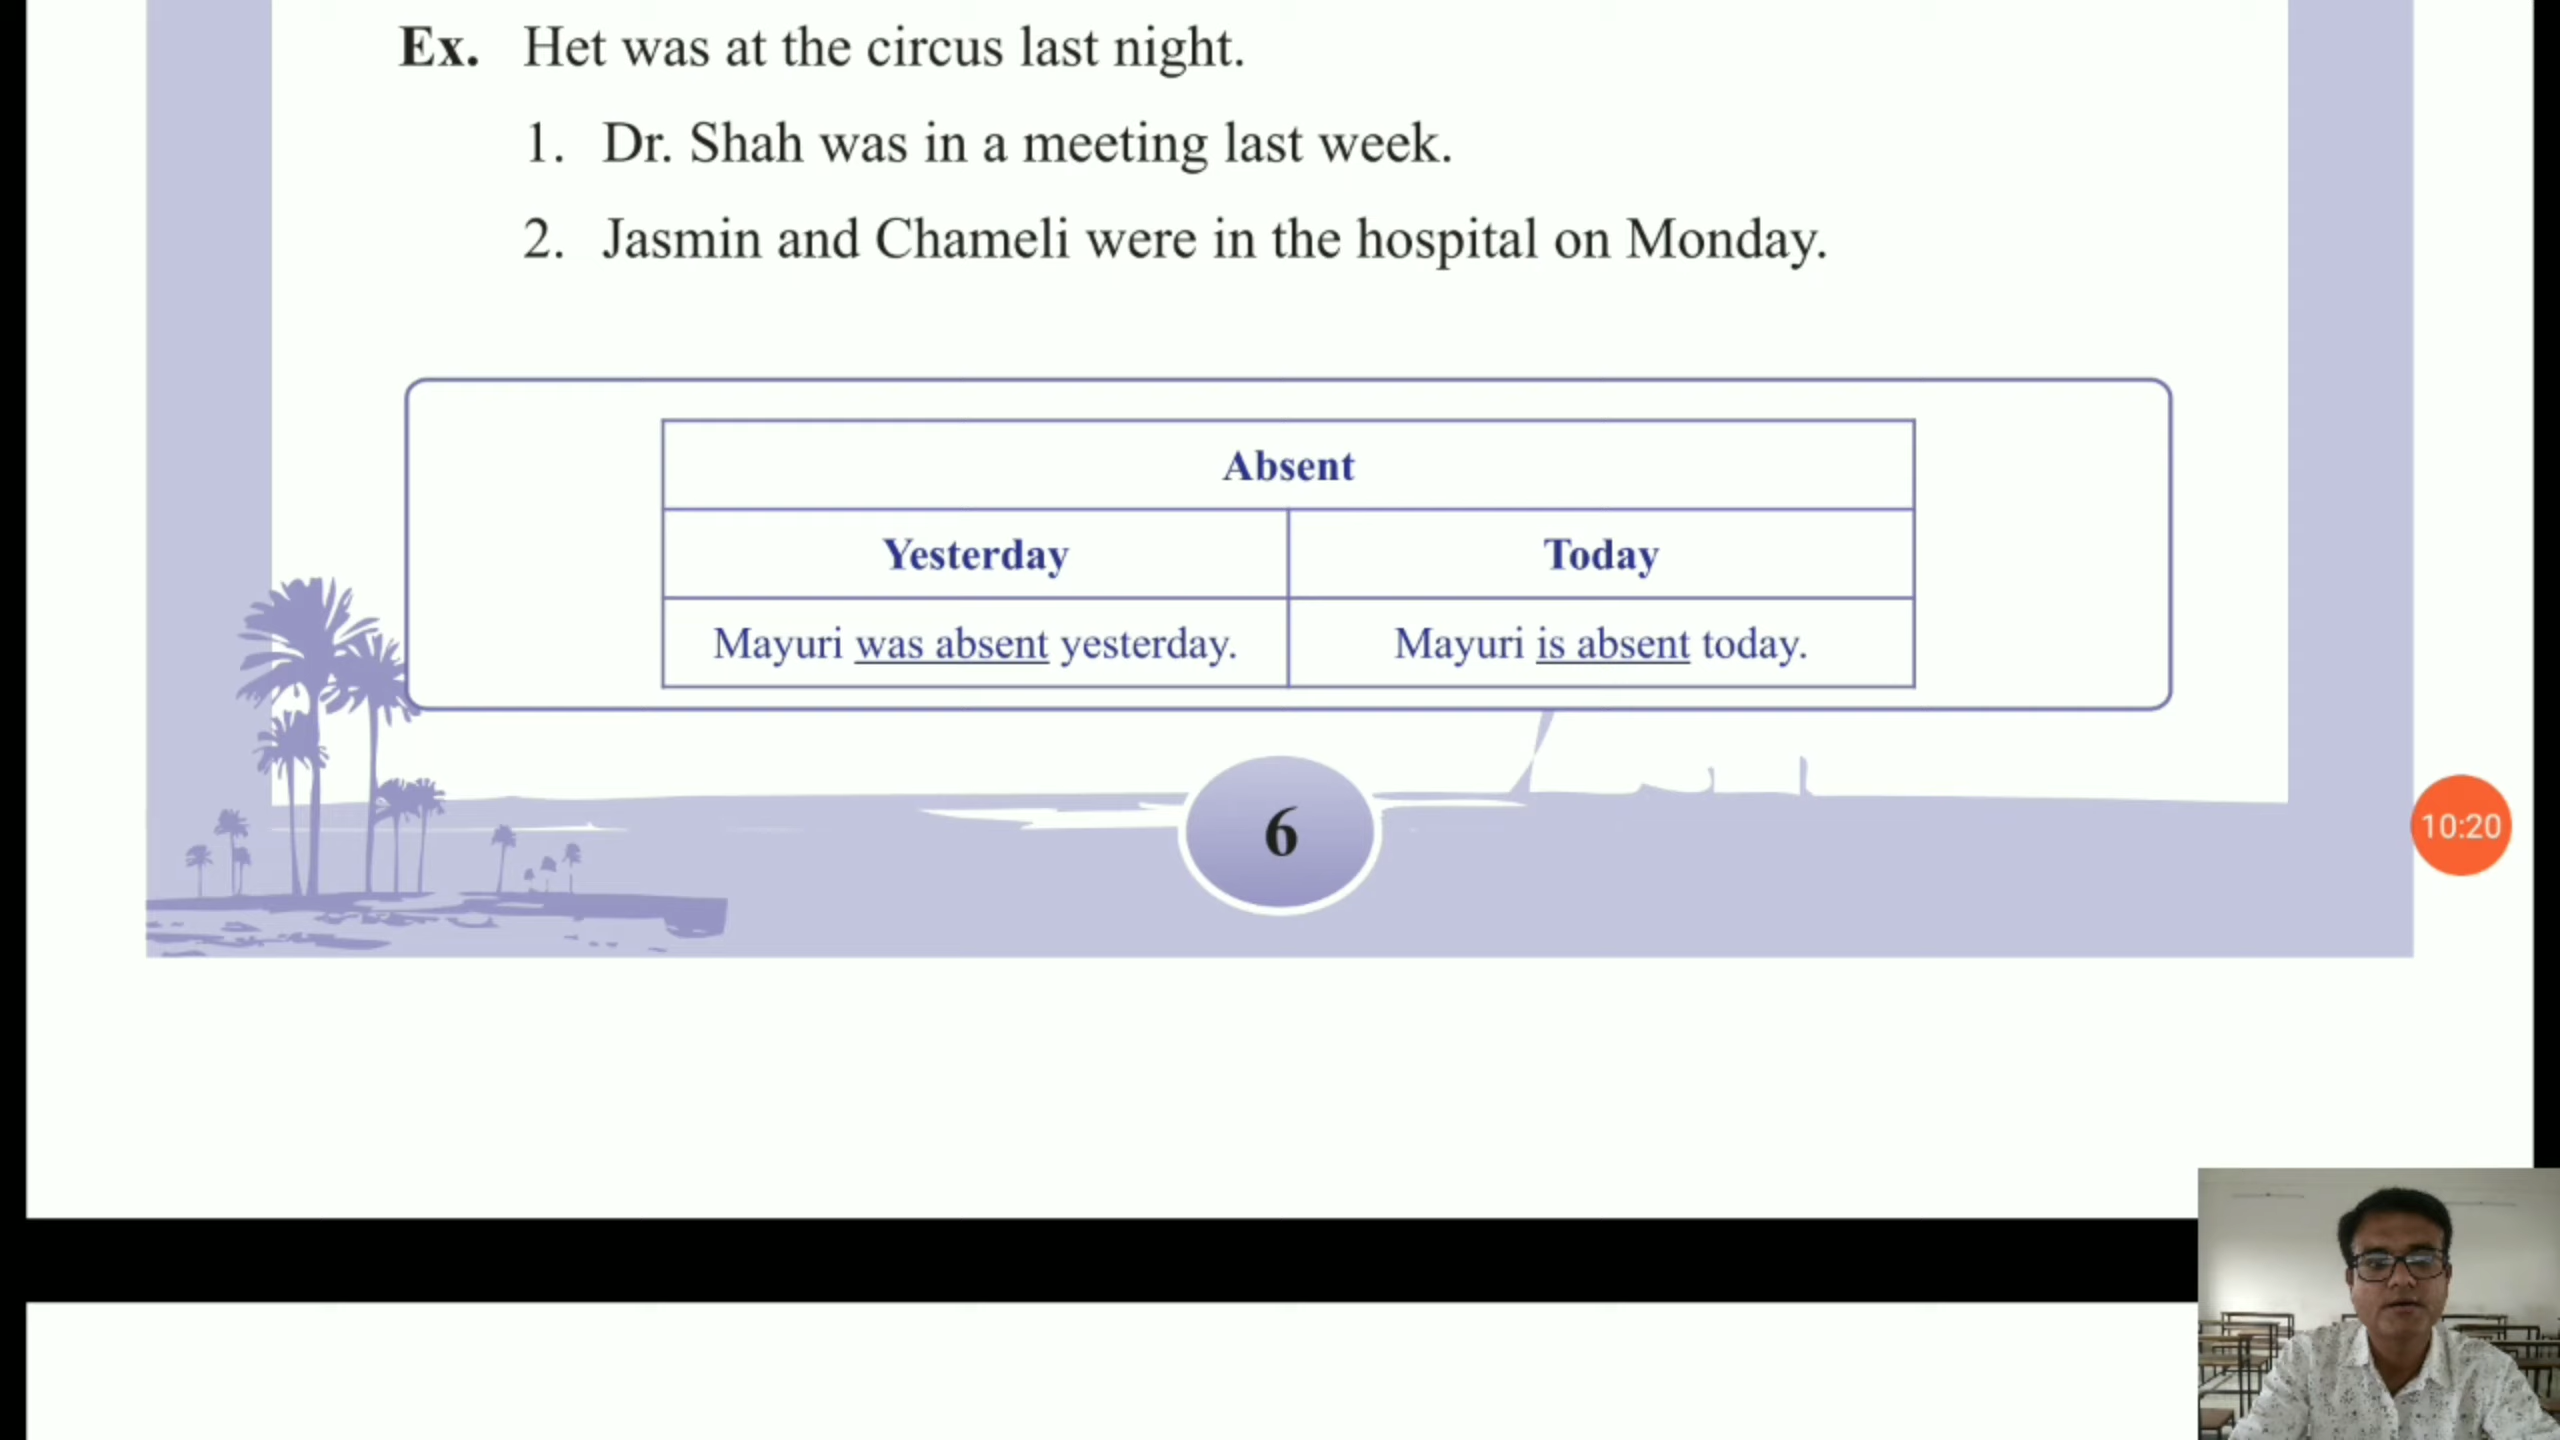 Ex. Het was at the circus last night.
1. Dr. Shah was in a meeting last week.
2. Jasmin and Chameli were in the hospital on Monday.
Absent
Yesterday Today
Mayuri was absent yesterday. Mayuri is absent today.
6
10:20